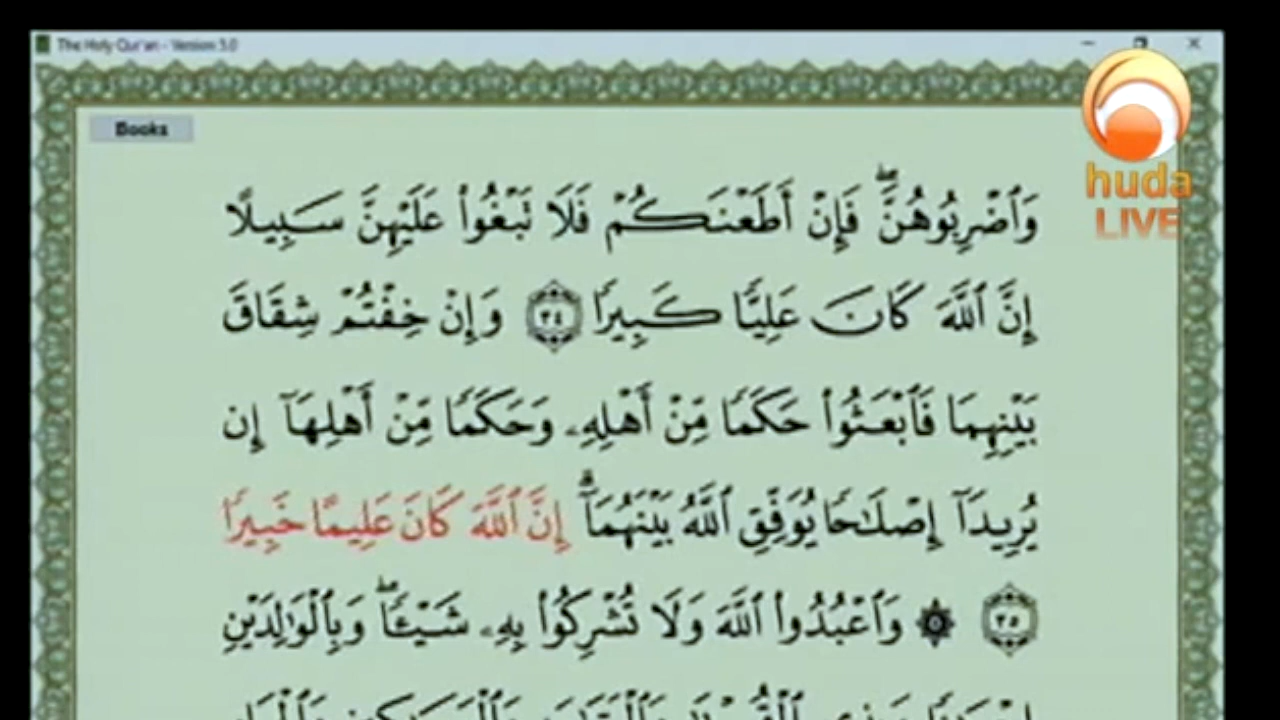 The Holy Qur'an - Version 3.0
Books
huda
LIVE
وَٱضْرِبُوهُنَّ ۖ فَإِنْ أَطَعْنَكُمْ فَلَا تَبْغُوا۟ عَلَيْهِنَّ سَبِيلًا
إِنَّ ٱللَّهَ كَانَ عَلِيًّا كَبِيرًا ٣٤ وَإِنْ خِفْتُمْ شِقَاقَ
بَيْنِهِمَا فَٱبْعَثُوا۟ حَكَمًا مِّنْ أَهْلِهِۦ وَحَكَمًا مِّنْ أَهْلِهَآ إِن
يُرِيدَآ إِصْلَـٰحًا يُوَفِّقِ ٱللَّهُ بَيْنَهُمَآ ۗ إِنَّ ٱللَّهَ كَانَ عَلِيمًا خَبِيرًا
٣٥ ۞ وَٱعْبُدُوا۟ ٱللَّهَ وَلَا تُشْرِكُوا۟ بِهِۦ شَيْـًٔا ۖ وَبِٱلْوَٰلِدَيْنِ